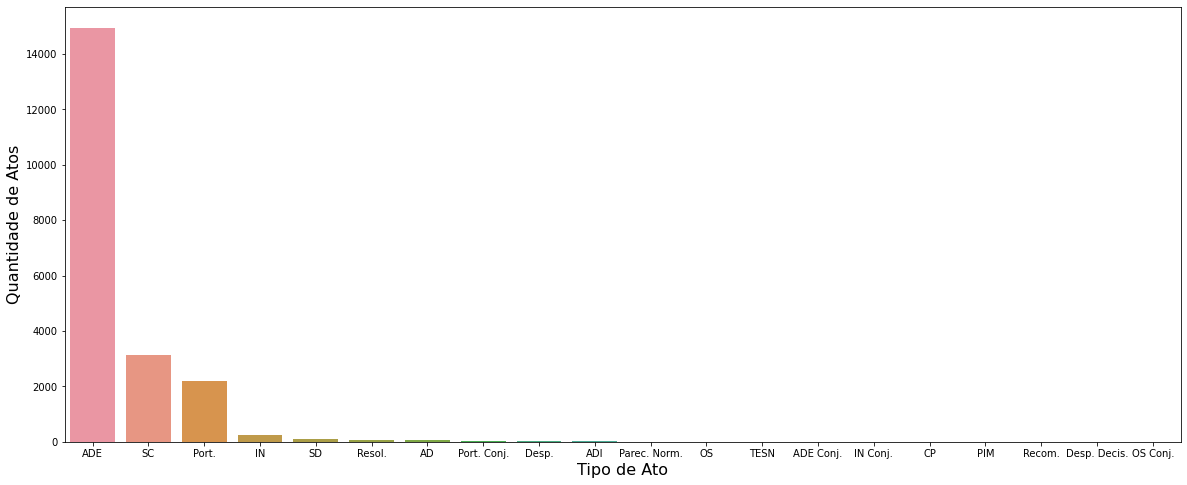 Quantidade de Atos
14000
12000
10000
8000
6000
4000
2000
0
ADE SC Port. IN SD Resol. AD Port. Conj. Desp. ADI Parec. Norm. OS TESN ADE Conj. IN Conj. CP PIM Recom. Desp. Decis. OS Conj.
Tipo de Ato